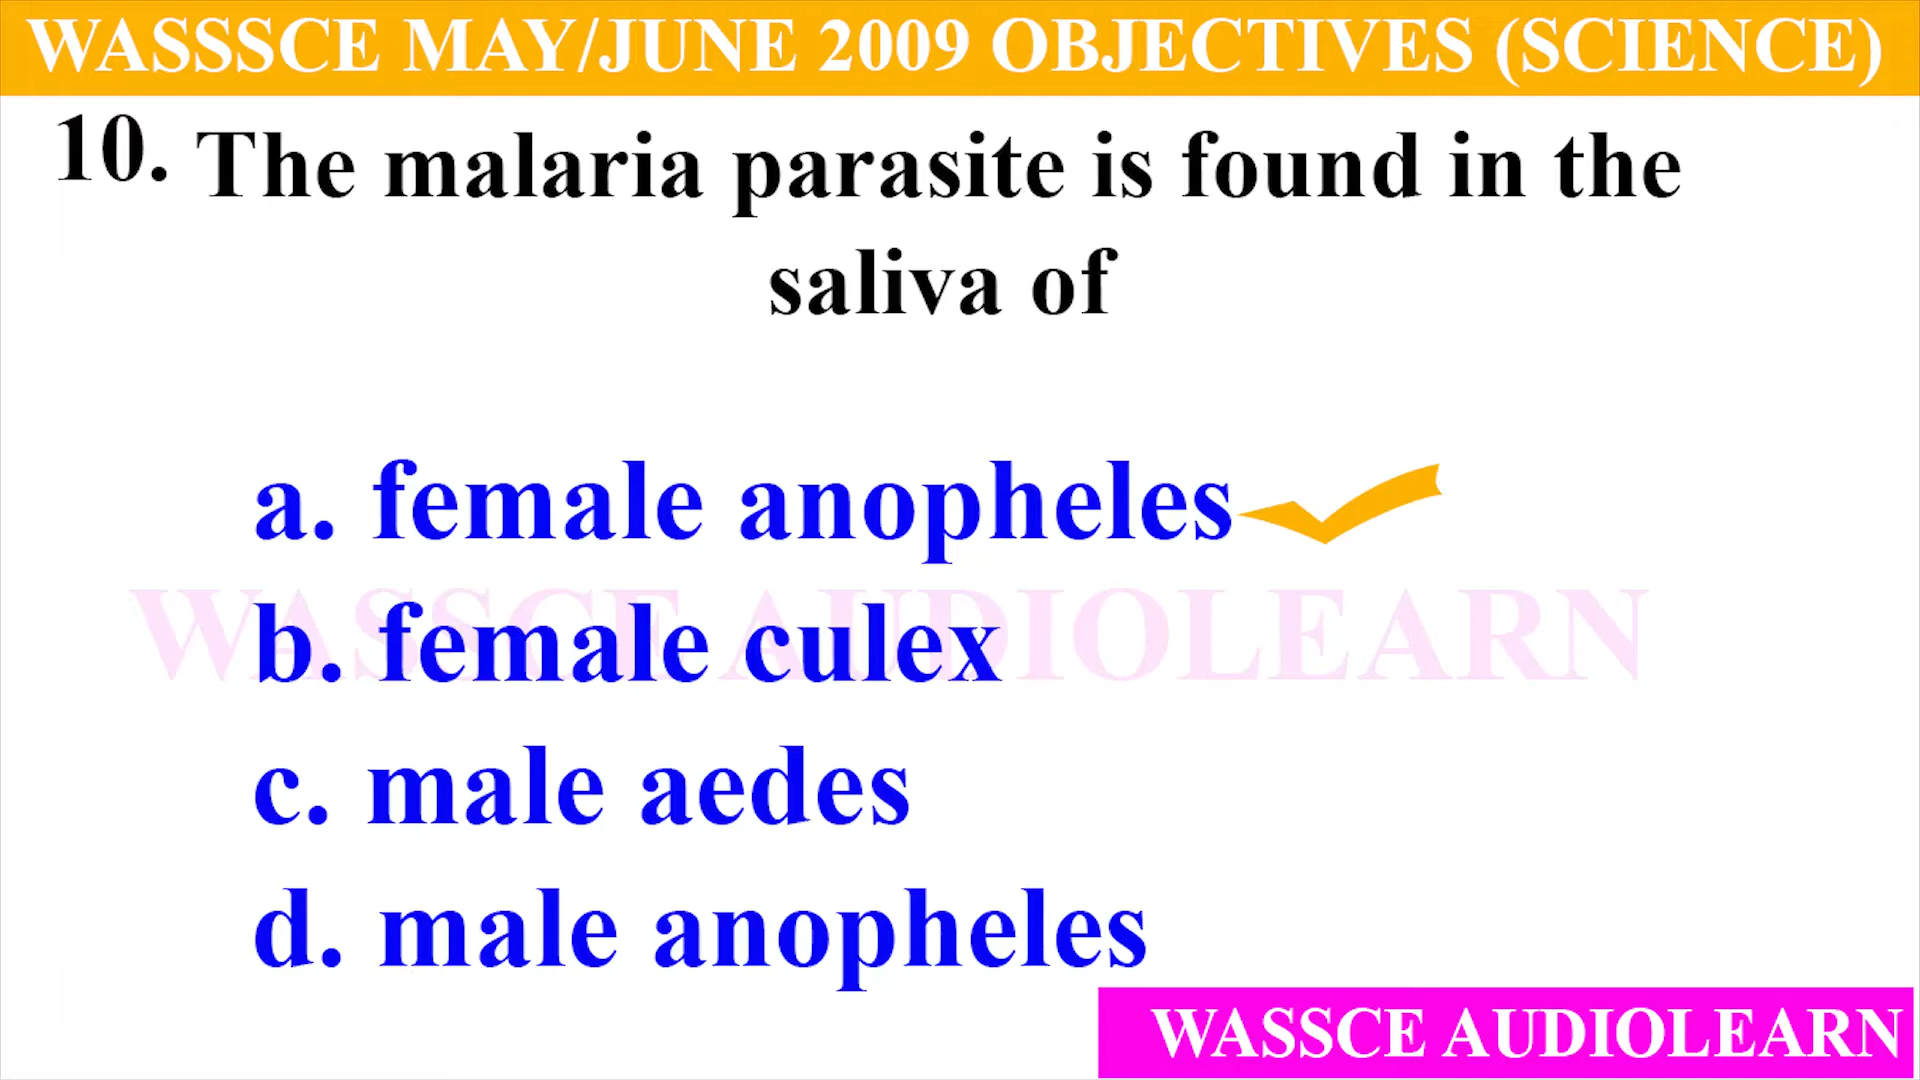 WASSSCE MAY/JUNE 2009 OBJECTIVES (SCIENCE)
10. The malaria parasite is found in the
saliva of
a. female anopheles
WASSCE AUDIOLEARN
b. female culex
c. male aedes
d. male anopheles
WASSCE AUDIOLEARN